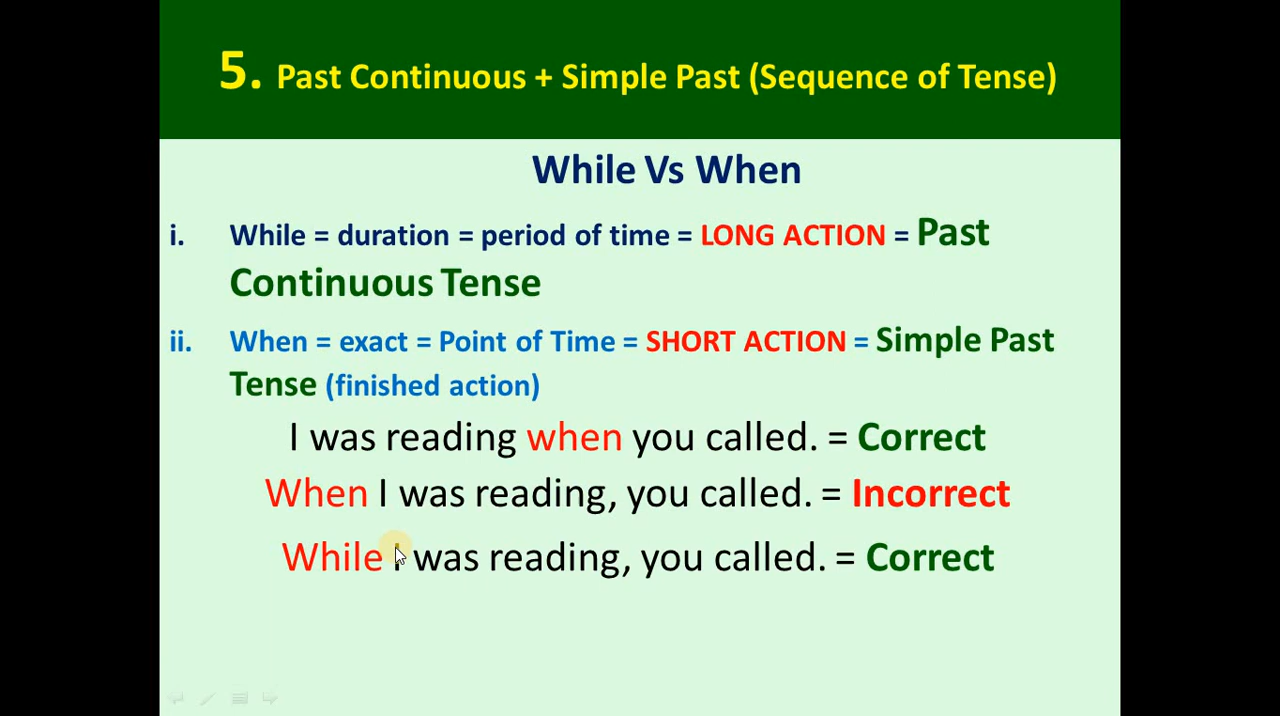 5. Past Continuous + Simple Past (Sequence of Tense)
While Vs When
i. While = duration = period of time = LONG ACTION = Past
Continuous Tense
ii. When = exact = Point of Time = SHORT ACTION = Simple Past
Tense (finished action)
I was reading when you called. = Correct
When I was reading, you called. = Incorrect
While I was reading, you called. = Correct